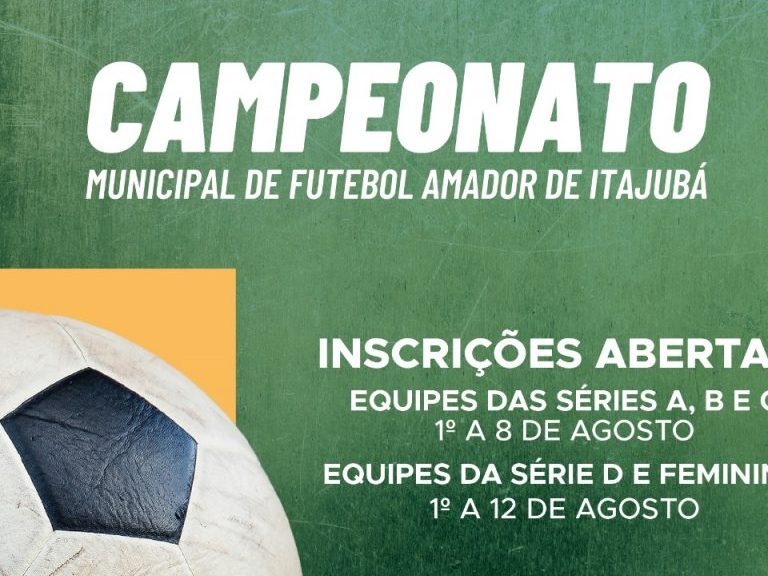 CAMPEONATO
MUNICIPAL DE FUTEBOL AMADOR DE ITAJUBÁ
INSCRIÇÕES ABERTA
EQUIPES DAS SÉRIES A, B E C
1º A 8 DE AGOSTO
EQUIPES DA SÉRIE D E FEMININ
1º A 12 DE AGOSTO